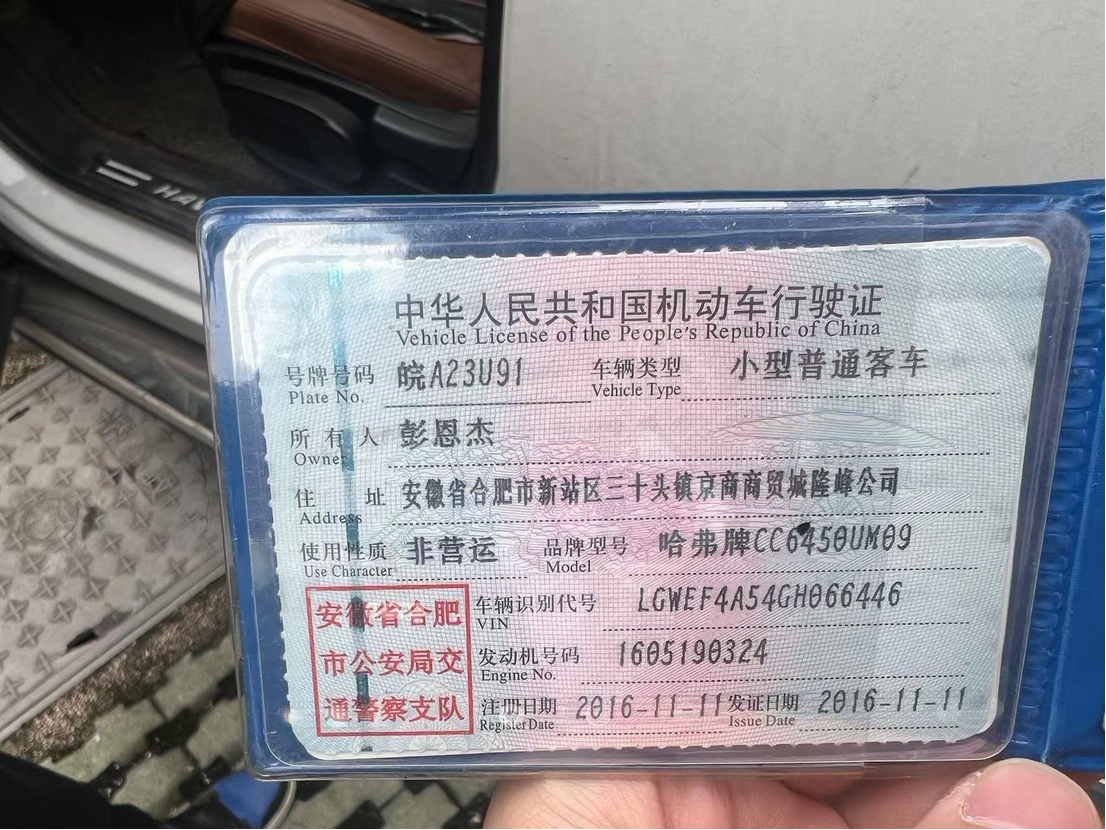 HAV
中华人民共和国机动车行驶证
Vehicle License of the People's Republic of China
号牌号码 皖A23U91 车辆类型 小型普通客车
Plate No. Vehicle Type
所有人 彭恩杰
Owner
住址 安徽省合肥市新站区三十头镇京商商贸城隆峰公司
Address
使用性质 非营运 品牌型号 哈弗牌CC6450UM09
Use Character Model
安徽省合肥 车辆识别代号 LGWEF4A54GH066446
VIN
市公安局交 发动机号码 1605190324
Engine No.
通警察支队 注册日期 2016-11-11 发证日期 2016-11-11
Register Date Issue Date